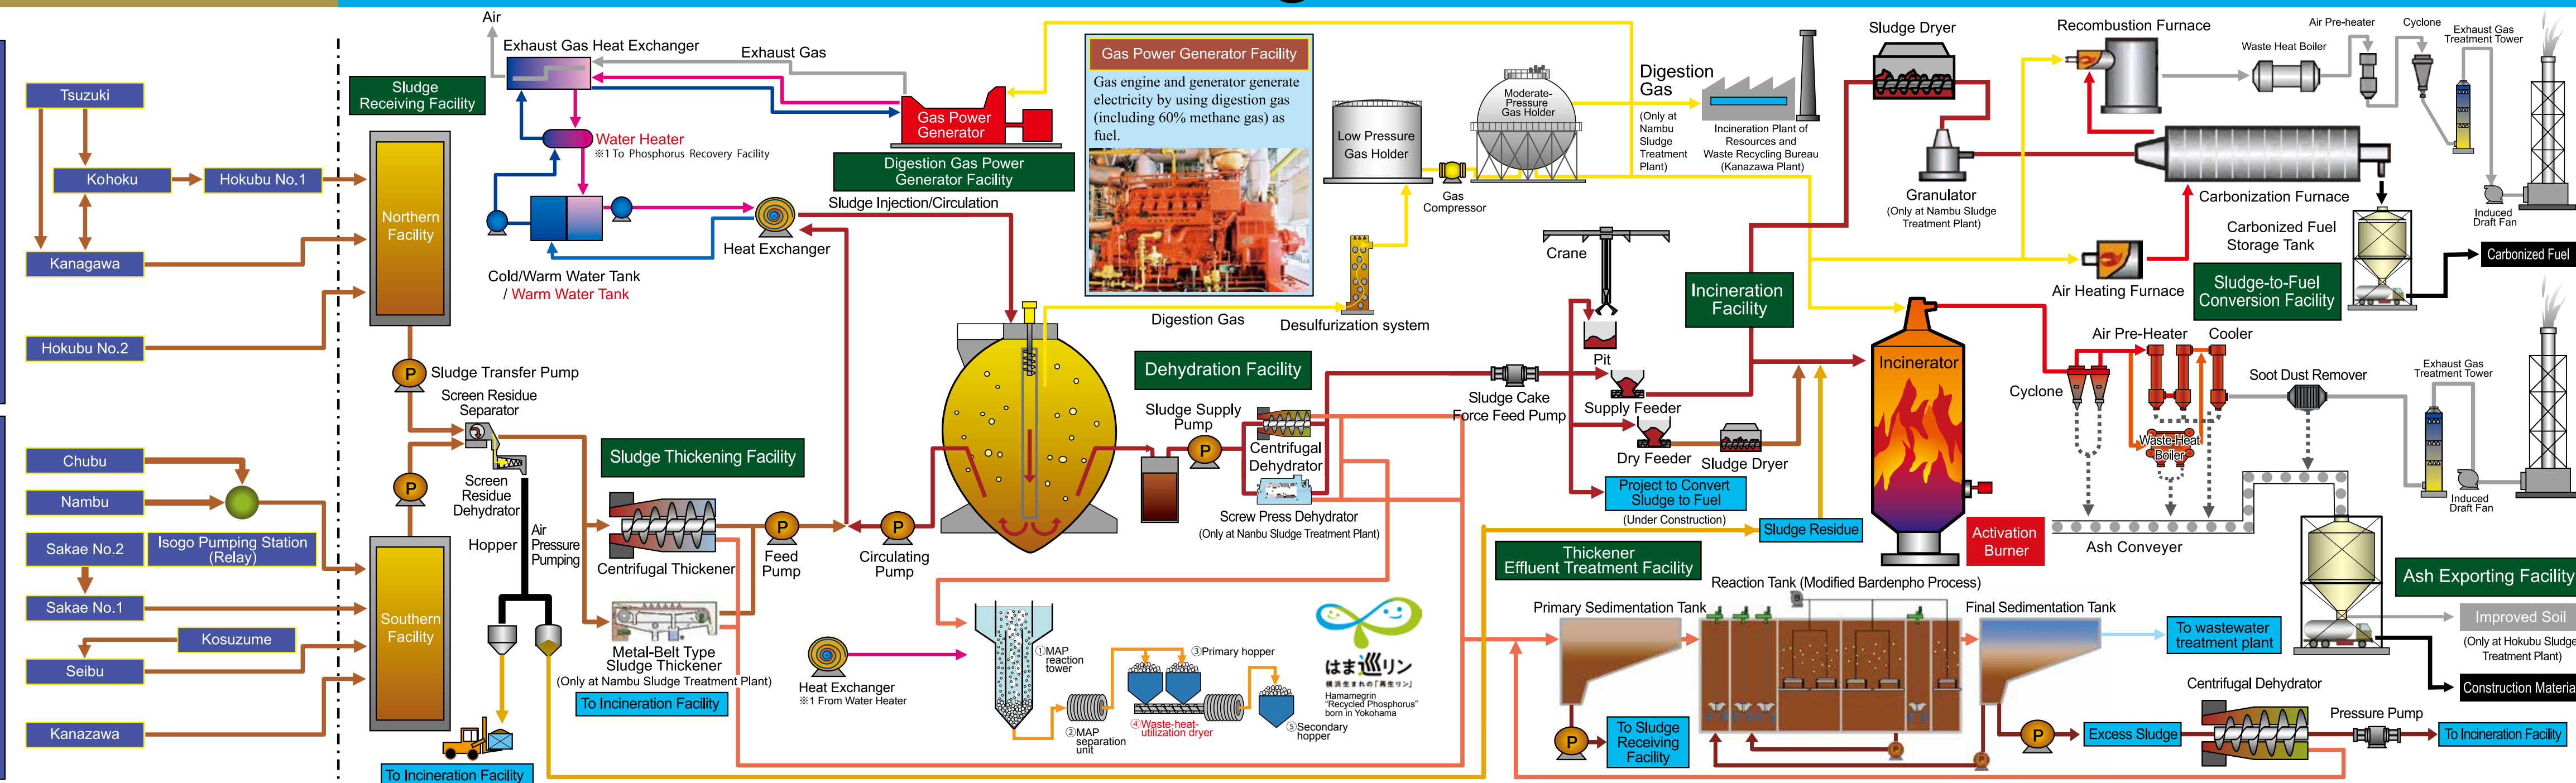 Tsuzuki
Kohoku
Hokubu No.1
Kanagawa
Hokubu No.2
Chubu
Nambu
Sakae No.2
Isogo Pumping Station
(Relay)
Sakae No.1
Kosuzume
Seibu
Kanazawa
Sludge
Receiving Facility
Northern
Facility
P
Sludge Transfer Pump
Screen Residue
Separator
P
Screen
Residue
Dehydrator
Southern
Facility
Hopper
Air
Pressure
Pumping
To Incineration Facility
Air
Exhaust Gas Heat Exchanger
Exhaust Gas
Water Heater
※1 To Phosphorus Recovery Facility
Cold/Warm Water Tank
/ Warm Water Tank
Heat Exchanger
Gas Power
Generator
Digestion Gas Power
Generator Facility
Sludge Injection/Circulation
Gas Power Generator Facility
Gas engine and generator generate
electricity by using digestion gas
(including 60% methane gas) as
fuel.
Sludge Thickening Facility
Centrifugal Thickener
Metal-Belt Type
Sludge Thickener
(Only at Nambu Sludge Treatment Plant)
To Incineration Facility
P
Feed
Pump
P
Circulating
Pump
Digestion Gas
Desulfurization system
Low Pressure
Gas Holder
Gas
Compressor
Moderate-
Pressure
Gas Holder
Digestion
Gas
(Only at
Nambu
Sludge
Treatment
Plant)
Incineration Plant of
Resources and
Waste Recycling Bureau
(Kanazawa Plant)
Dehydration Facility
Sludge Supply
Pump
P
Centrifugal
Dehydrator
Screw Press Dehydrator
(Only at Nanbu Sludge Treatment Plant)
Heat Exchanger
※1 From Water Heater
①MAP
reaction
tower
②MAP
separation
unit
③Primary hopper
④Waste-heat-
utilization dryer
⑤Secondary
hopper
はま巡リン
横浜生まれの「再生リン」
Hamamegrin
"Recycled Phosphorus"
born in Yokohama
Crane
Pit
Sludge Cake
Force Feed Pump
Supply Feeder
Dry Feeder
Sludge Dryer
Project to Convert
Sludge to Fuel
(Under Construction)
Sludge Residue
Incineration
Facility
Incinerator
Activation
Burner
Sludge Dryer
Granulator
(Only at Nambu Sludge
Treatment Plant)
Recombustion Furnace
Waste Heat Boiler
Air Pre-heater
Cyclone
Exhaust Gas
Treatment Tower
Induced
Draft Fan
Carbonization Furnace
Air Heating Furnace
Carbonized Fuel
Storage Tank
Carbonized Fuel
Sludge-to-Fuel
Conversion Facility
Air Pre-Heater
Cooler
Cyclone
Waste-Heat
Boiler
Soot Dust Remover
Exhaust Gas
Treatment Tower
Induced
Draft Fan
Ash Conveyer
Ash Exporting Facility
Improved Soil
(Only at Hokubu Sludge
Treatment Plant)
Construction Materia
Thickener
Effluent Treatment Facility
Reaction Tank (Modified Bardenpho Process)
Primary Sedimentation Tank
Final Sedimentation Tank
To wastewater
treatment plant
P
To Sludge
Receiving
Facility
P
P
P
Excess Sludge
Centrifugal Dehydrator
Pressure Pump
To Incineration Facility